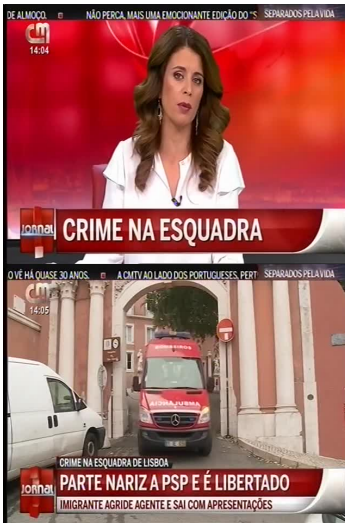 DE ALMOÇO. NÃO PERCA, MAIS UMA EMOCIONANTE EDIÇÃO DO "S SEPARADOS PELA VIDA
CM
14:04
Jornal
CRIME NA ESQUADRA
O VÊ HÁ QUASE 30 ANOS. A CMTV AO LADO DOS PORTUGUESES, PERT SEPARADOS PELA VIDA
CM
14:05
BOMBEIROS
AMBULÂNCIA
CRIME NA ESQUADRA DE LISBOA
Jornal
PARTE NARIZ A PSP E É LIBERTADO
IMIGRANTE AGRIDE AGENTE E SAI COM APRESENTAÇÕES